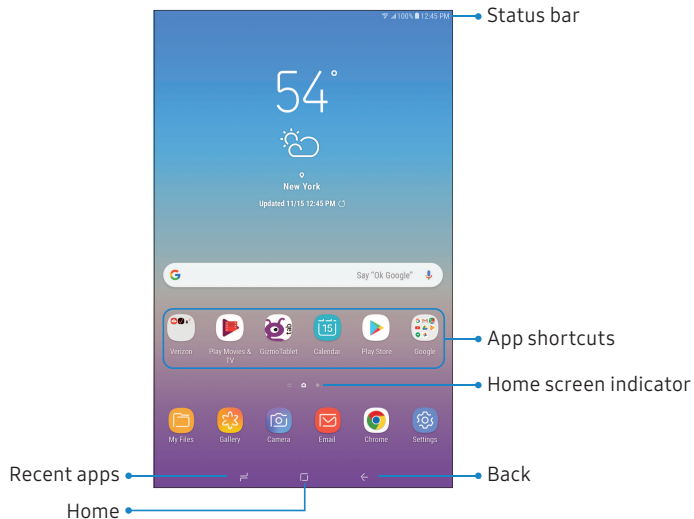 100% 12:45 PM
Status bar
54°
New York
Updated 11/15 12:45 PM
Say "Ok Google"
Verizon
Play Movies & TV
GizmoTablet
tab
15
Calendar
Play Store
Google
App shortcuts
Home screen indicator
My Files
Gallery
Camera
Email
Chrome
Settings
Recent apps
Back
Home